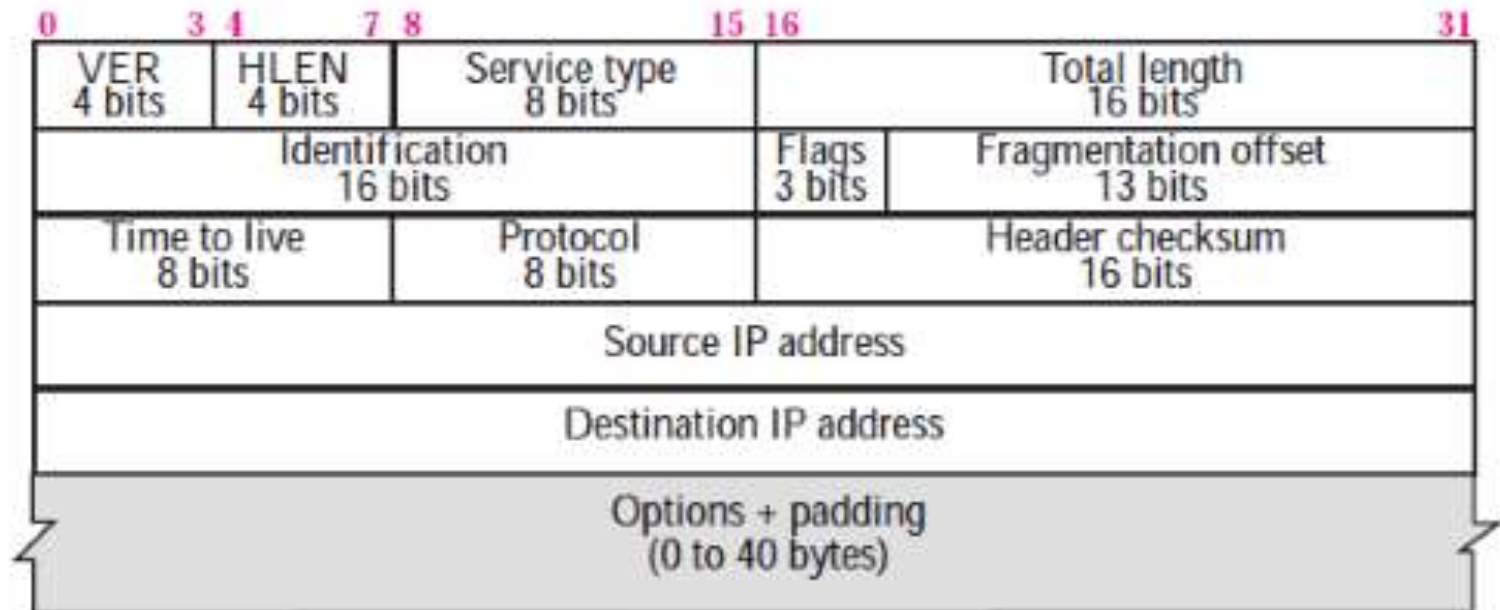 0 3 4 7 8 15 16 31
VER HLEN Service type Total length
4 bits 4 bits 8 bits 16 bits
Identification Flags Fragmentation offset
16 bits 3 bits 13 bits
Time to live Protocol Header checksum
8 bits 8 bits 16 bits
Source IP address
Destination IP address
Options + padding
(0 to 40 bytes)